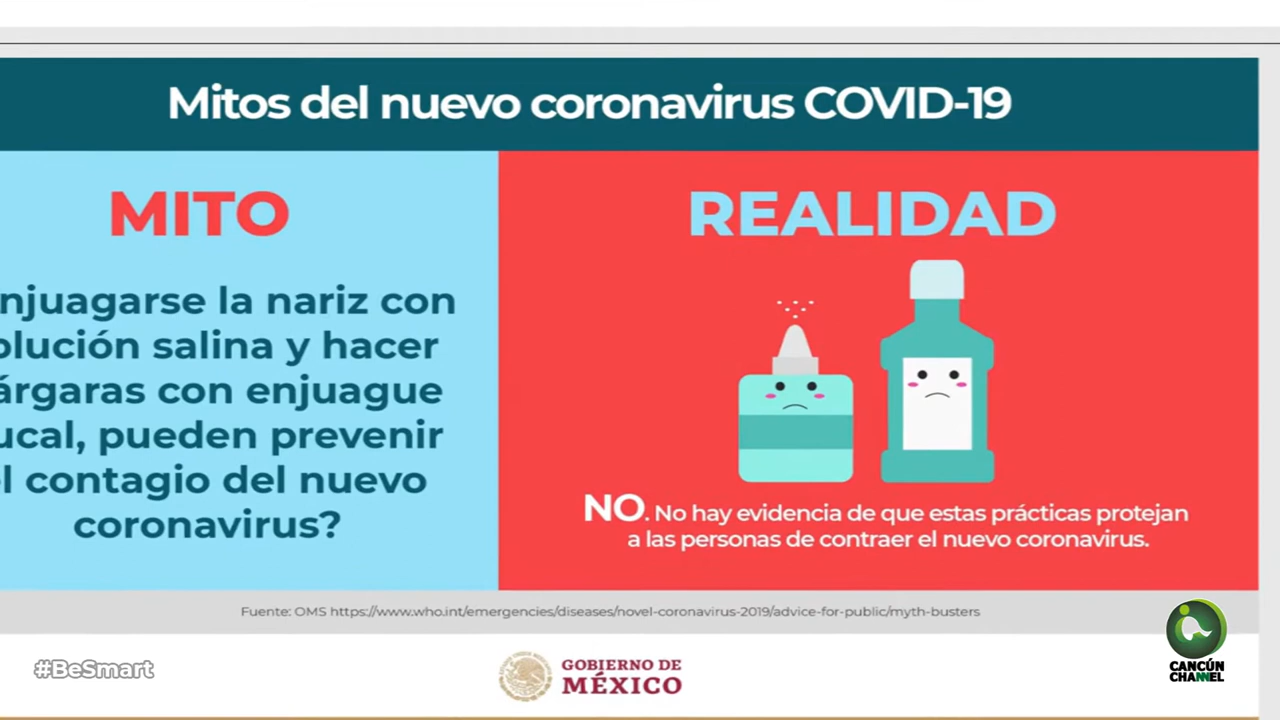 Mitos del nuevo coronavirus COVID-19
MITO
njuagarse la nariz con
olución salina y hacer
árgaras con enjuague
ucal, pueden prevenir
l contagio del nuevo
coronavirus?
REALIDAD
NO. No hay evidencia de que estas prácticas protejan
a las personas de contraer el nuevo coronavirus.
Fuente: OMS https://www.who.int/emergencies/diseases/novel-coronavirus-2019/advice-for-public/myth-busters
#BeSmart
GOBIERNO DE
MÉXICO
CANCÚN
CHANNEL